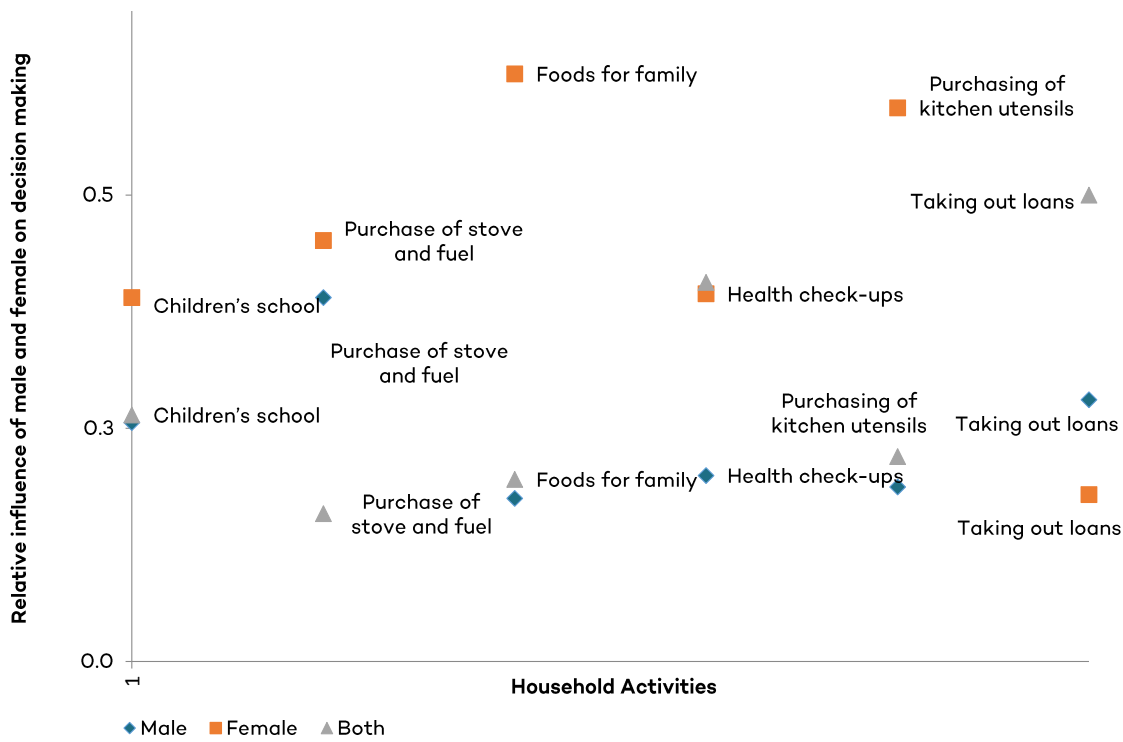 Relative influence of male and female on decision making
Foods for family
Purchasing of
kitchen utensils
0.5
Taking out loans
Purchase of stove
and fuel
Children’s school
Health check-ups
Purchase of stove
and fuel
Purchasing of
kitchen utensils
Children’s school
0.3
Taking out loans
Foods for family
Health check-ups
Purchase of
stove and fuel
Taking out loans
0.0
1
Household Activities
Male
Female
Both